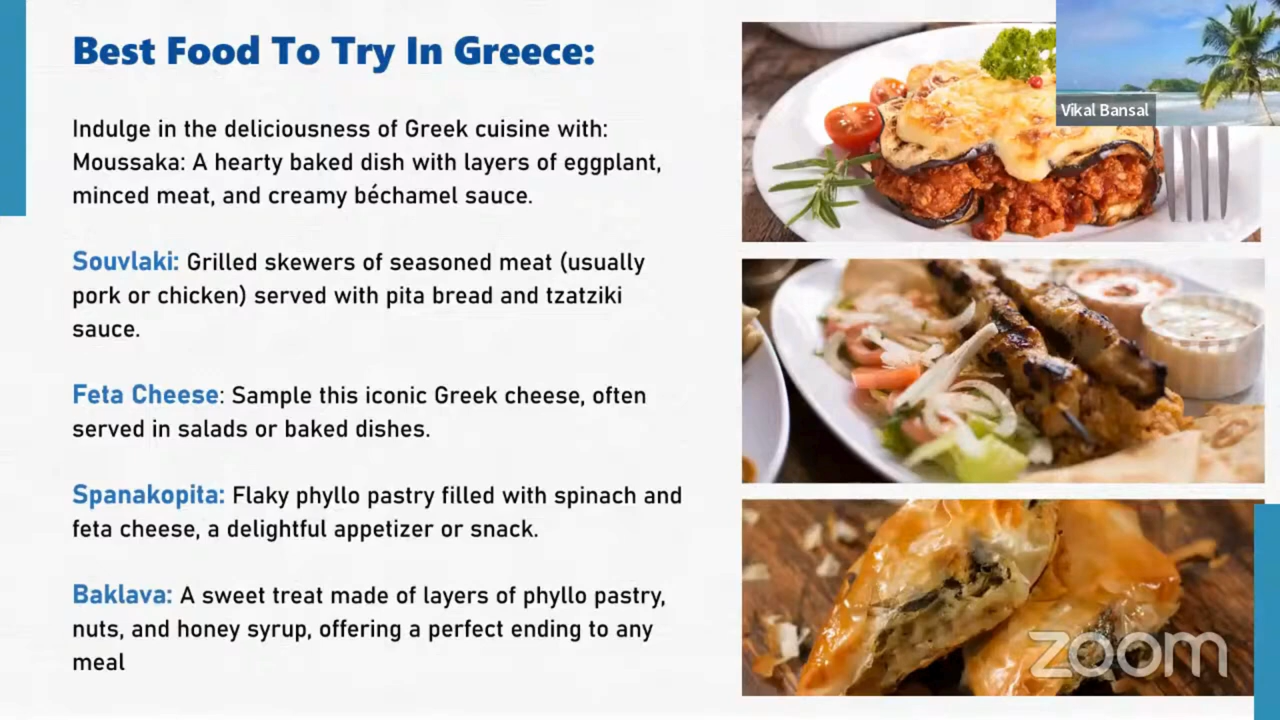 Best Food To Try In Greece:
Indulge in the deliciousness of Greek cuisine with:
Moussaka: A hearty baked dish with layers of eggplant,
minced meat, and creamy béchamel sauce.
Souvlaki: Grilled skewers of seasoned meat (usually
pork or chicken) served with pita bread and tzatziki
sauce.
Feta Cheese: Sample this iconic Greek cheese, often
served in salads or baked dishes.
Spanakopita: Flaky phyllo pastry filled with spinach and
feta cheese, a delightful appetizer or snack.
Baklava: A sweet treat made of layers of phyllo pastry,
nuts, and honey syrup, offering a perfect ending to any
meal
Vikal Bansal
zoom